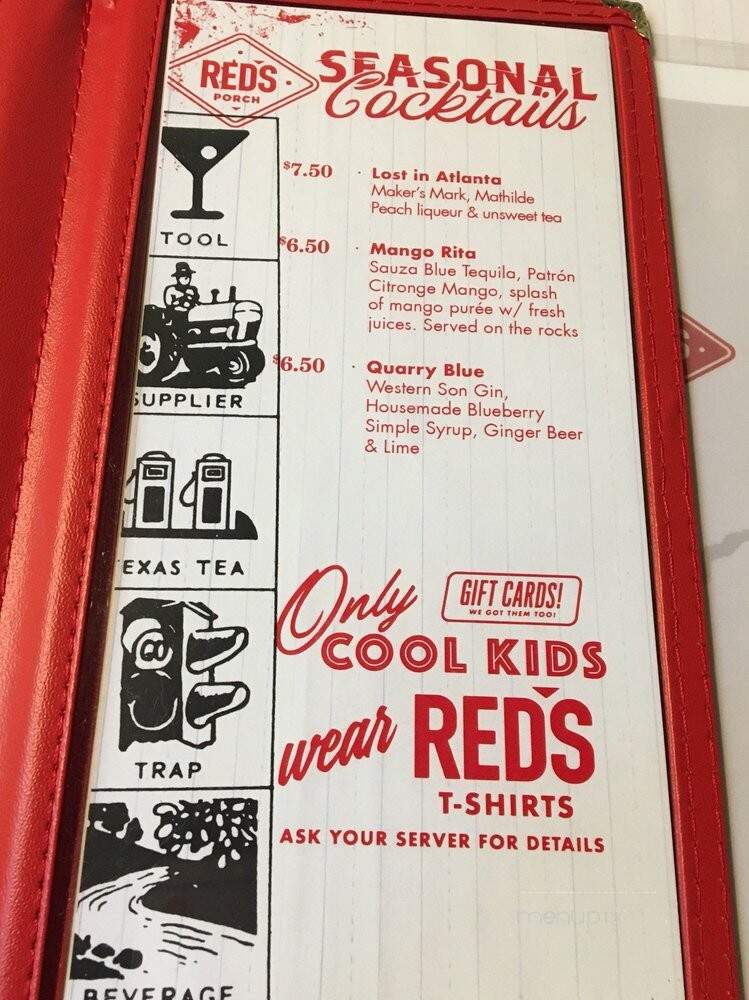 RED'S
PORCH
SEASONAL
Cocktails
$7.50 · Lost in Atlanta
Maker's Mark, Mathilde
Peach liqueur & unsweet tea
$6.50 · Mango Rita
Sauza Blue Tequila, Patrón
Citronge Mango, splash
of mango purée w/ fresh
juices. Served on the rocks
$6.50 · Quarry Blue
Western Son Gin,
Housemade Blueberry
Simple Syrup, Ginger Beer
& Lime
TOOL
SUPPLIER
EXAS TEA
@
TRAP
BEVERAGE
GIFT CARDS!
WE GOT THEM TOO!
Only
COOL KIDS
wear RED'S
T-SHIRTS
ASK YOUR SERVER FOR DETAILS
S